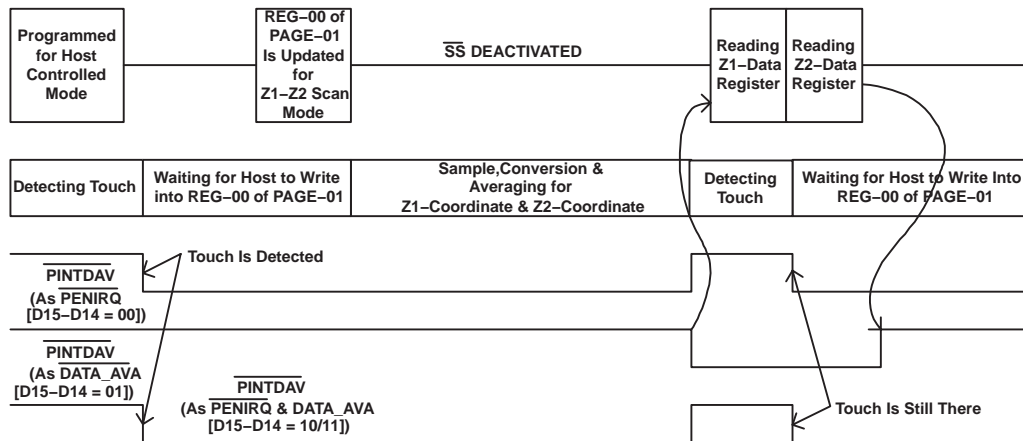 Programmed
for Host
Controlled
Mode
REG–00 of
PAGE–01
Is Updated
for
Z1–Z2 Scan
Mode
SS DEACTIVATED
Reading
Z1–Data
Register
Reading
Z2–Data
Register
Detecting Touch
Waiting for Host to Write
into REG–00 of PAGE–01
Sample,Conversion &
Averaging for
Z1–Coordinate & Z2–Coordinate
Detecting
Touch
Waiting for Host to Write Into
REG–00 of PAGE–01
Touch Is Detected
PINTDAV
(As PENIRQ
[D15–D14 = 00])
PINTDAV
(As DATA_AVA
[D15–D14 = 01])
PINTDAV
(As PENIRQ & DATA_AVA
[D15–D14 = 10/11])
Touch Is Still There